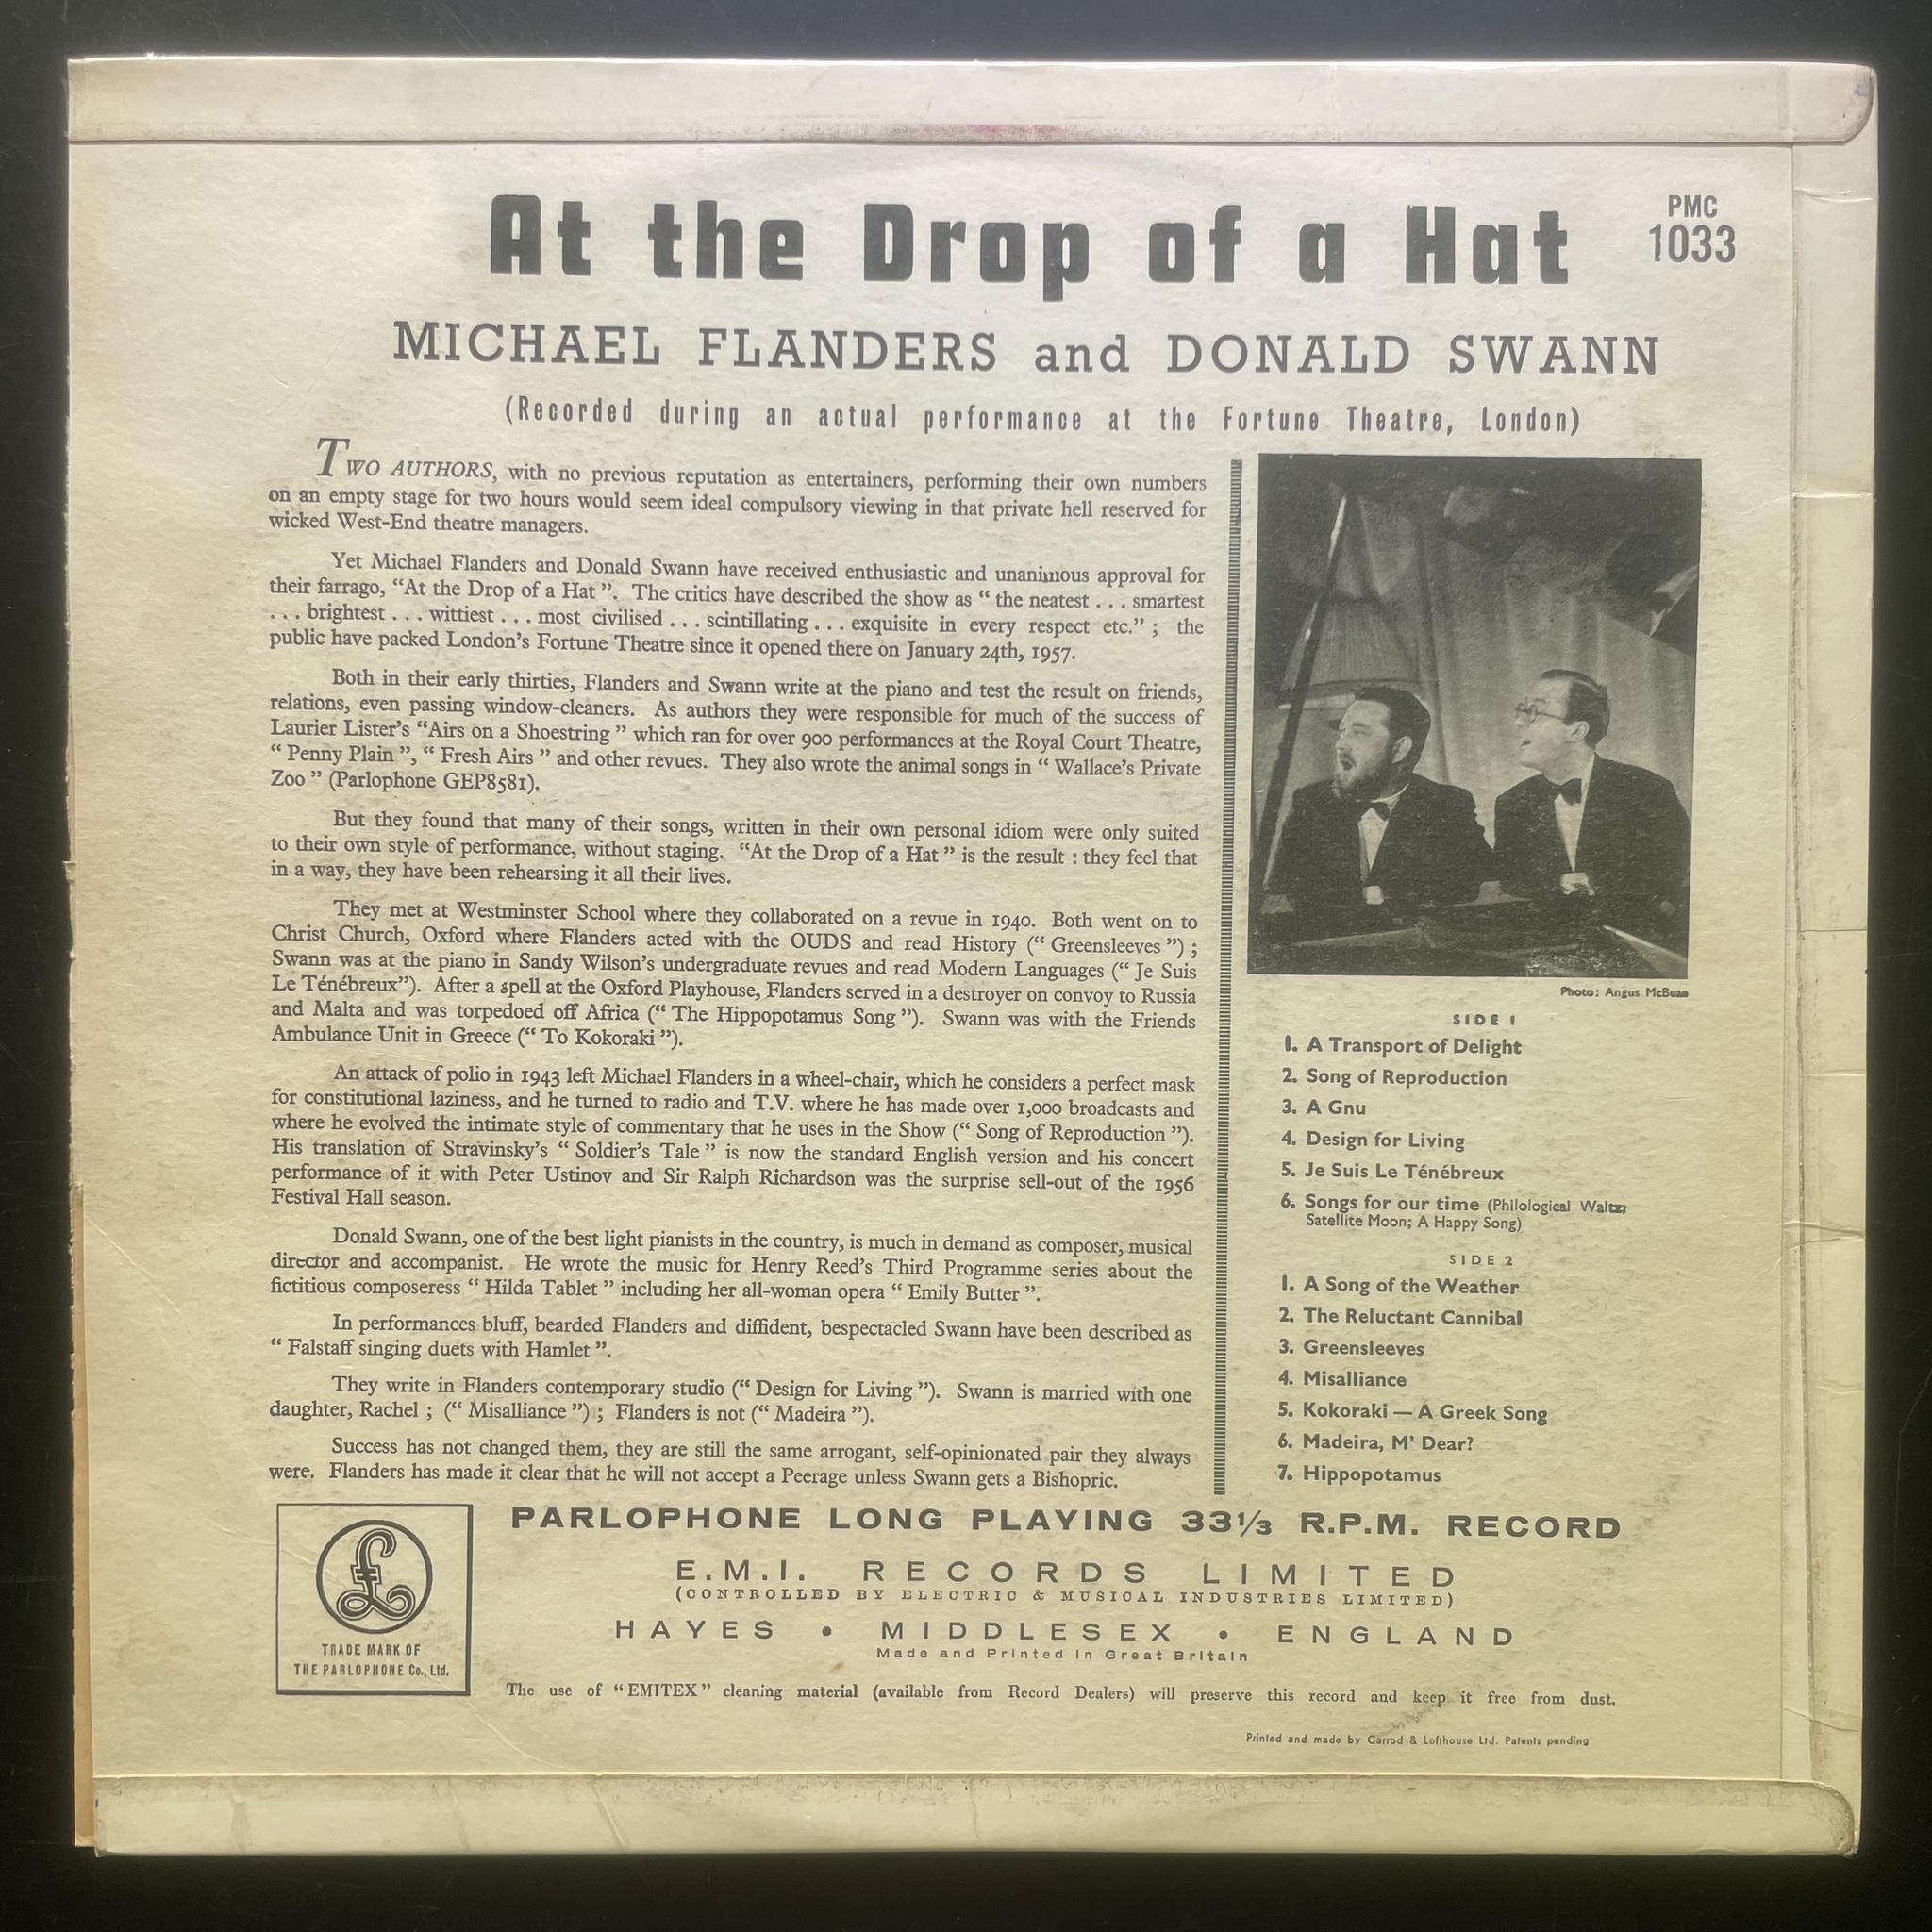 At the Drop of a Hat
PMC
1033
MICHAEL FLANDERS and DONALD SWANN
(Recorded during an actual performance at the Fortune Theatre, London)
TWO AUTHORS, with no previous reputation as entertainers, performing their own numbers
on an empty stage for two hours would seem ideal compulsory viewing in that private hell reserved for
wicked West-End theatre managers.
Yet Michael Flanders and Donald Swann have received enthusiastic and unanimous approval for
their farrago, “At the Drop of a Hat ”. The critics have described the show as “ the neatest . . . smartest
. . . brightest . . . wittiest . . . most civilised . . . scintillating . . . exquisite in every respect etc.” ; the
public have packed London’s Fortune Theatre since it opened there on January 24th, 1957.
Both in their early thirties, Flanders and Swann write at the piano and test the result on friends,
relations, even passing window-cleaners. As authors they were responsible for much of the success of
Laurier Lister’s “Airs on a Shoestring ” which ran for over 900 performances at the Royal Court Theatre,
“ Penny Plain ”, “ Fresh Airs ” and other revues. They also wrote the animal songs in “ Wallace’s Private
Zoo ” (Parlophone GEP8581).
But they found that many of their songs, written in their own personal idiom were only suited
to their own style of performance, without staging. “At the Drop of a Hat ” is the result : they feel that
in a way, they have been rehearsing it all their lives.
They met at Westminster School where they collaborated on a revue in 1940. Both went on to
Christ Church, Oxford where Flanders acted with the OUDS and read History (“ Greensleeves ”) ;
Swann was at the piano in Sandy Wilson’s undergraduate revues and read Modern Languages (“ Je Suis
Le Ténébreux”). After a spell at the Oxford Playhouse, Flanders served in a destroyer on convoy to Russia
and Malta and was torpedoed off Africa (“ The Hippopotamus Song ”). Swann was with the Friends
Ambulance Unit in Greece (“ To Kokoraki ”).
An attack of polio in 1943 left Michael Flanders in a wheel-chair, which he considers a perfect mask
for constitutional laziness, and he turned to radio and T.V. where he has made over 1,000 broadcasts and
where he evolved the intimate style of commentary that he uses in the Show (“ Song of Reproduction ”).
His translation of Stravinsky’s “ Soldier’s Tale ” is now the standard English version and his concert
performance of it with Peter Ustinov and Sir Ralph Richardson was the surprise sell-out of the 1956
Festival Hall season.
Donald Swann, one of the best light pianists in the country, is much in demand as composer, musical
director and accompanist. He wrote the music for Henry Reed’s Third Programme series about the
fictitious composeress “ Hilda Tablet ” including her all-woman opera “ Emily Butter ”.
In performances bluff, bearded Flanders and diffident, bespectacled Swann have been described as
“ Falstaff singing duets with Hamlet ”.
They write in Flanders contemporary studio (“ Design for Living ”). Swann is married with one
daughter, Rachel ; (“ Misalliance ”) ; Flanders is not (“ Madeira ”).
Success has not changed them, they are still the same arrogant, self-opinionated pair they always
were. Flanders has made it clear that he will not accept a Peerage unless Swann gets a Bishopric.
Photo: Angus McBean
SIDE 1
1. A Transport of Delight
2. Song of Reproduction
3. A Gnu
4. Design for Living
5. Je Suis Le Ténébreux
6. Songs for our time (Philological Waltz;
Satellite Moon; A Happy Song)
SIDE 2
1. A Song of the Weather
2. The Reluctant Cannibal
3. Greensleeves
4. Misalliance
5. Kokoraki — A Greek Song
6. Madeira, M’ Dear?
7. Hippopotamus
£
TRADE MARK OF
THE PARLOPHONE Co., Ltd.
PARLOPHONE LONG PLAYING 33⅓ R.P.M. RECORD
E.M.I. RECORDS LIMITED
(CONTROLLED BY ELECTRIC & MUSICAL INDUSTRIES LIMITED)
HAYES • MIDDLESEX • ENGLAND
Made and Printed in Great Britain
The use of “EMITEX” cleaning material (available from Record Dealers) will preserve this record and keep it free from dust.
Printed and made by Garrod & Lofthouse Ltd. Patents pending